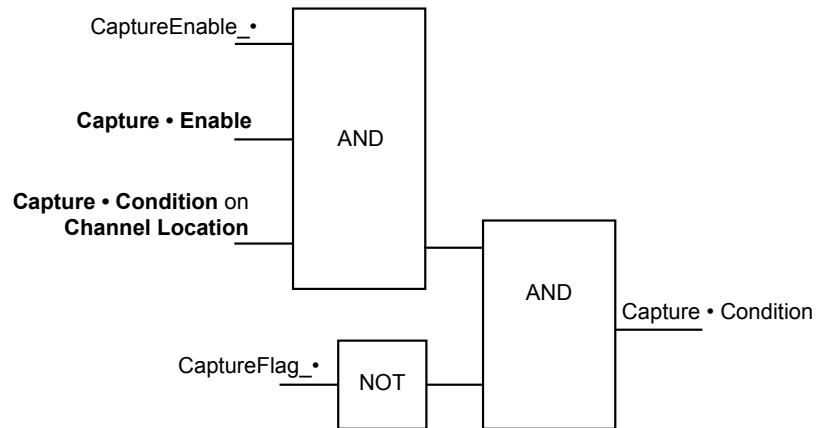 CaptureEnable_•
Capture • Enable
AND
Capture • Condition on
Channel Location
AND
Capture • Condition
CaptureFlag_•
NOT